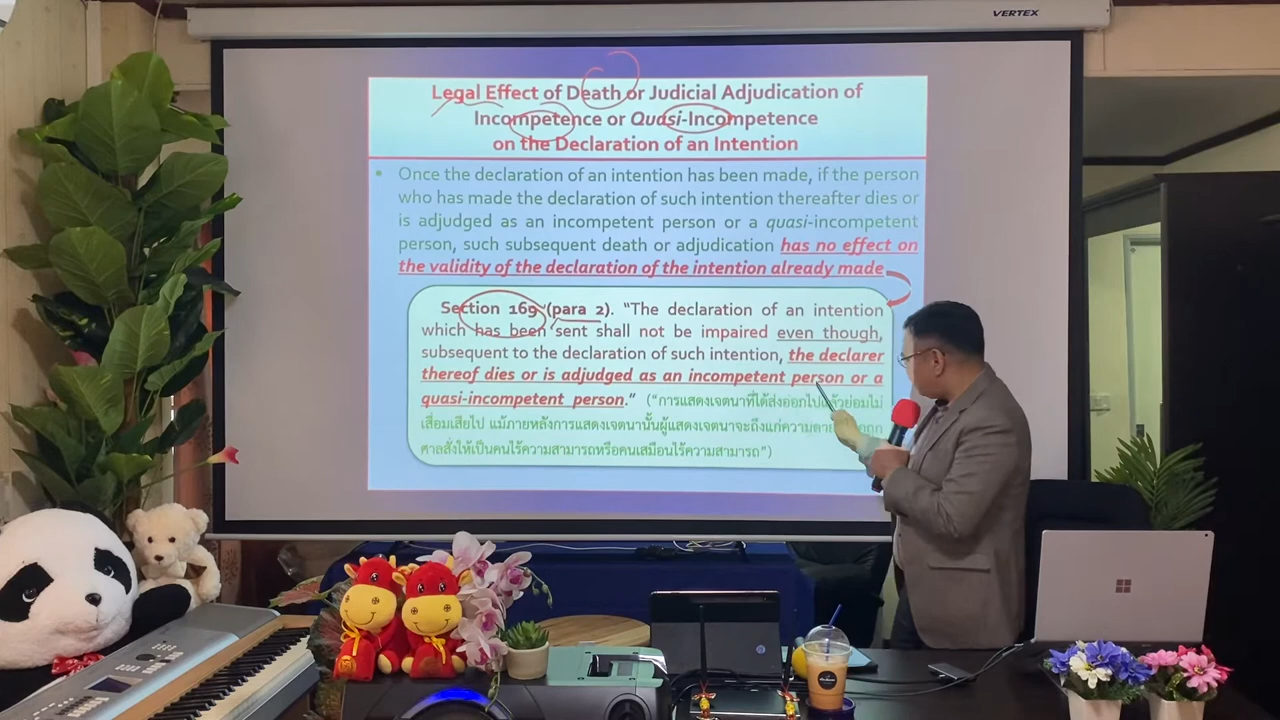 VERTEX
Legal Effect of Death or Judicial Adjudication of
Incompetence or Quasi-Incompetence
on the Declaration of an Intention
• Once the declaration of an intention has been made, if the person
who has made the declaration of such intention thereafter dies or
is adjudged as an incompetent person or a quasi-incompetent
person, such subsequent death or adjudication has no effect on
the validity of the declaration of the intention already made
Section 169 (para 2). “The declaration of an intention
which has been sent shall not be impaired even though,
subsequent to the declaration of such intention, the declarer
thereof dies or is adjudged as an incompetent person or a
quasi-incompetent person.” (“การแสดงเจตนาที่ได้ส่งออกไปแล้วย่อมไม่
เสื่อมเสียไป แม้ภายหลังการแสดงเจตนานั้นผู้แสดงเจตนาจะถึงแก่ความตาย
ศาลสั่งให้เป็นคนไร้ความสามารถหรือคนเสมือนไร้ความสามารถ”)